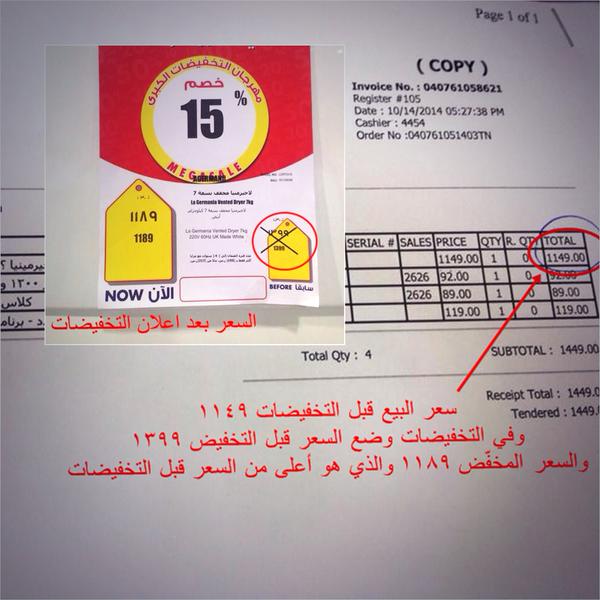 Page 1 of 1
( COPY )
Invoice No. : 040761058621
Register #105
Date : 10/14/2014 05:27:38 PM
Cashier : 4454
Order No :040761051403TN
مهرجان التخفيضات الكبرى
خصم
15 %
MEGA SALE
لاجيرمنيا مجفف بسعة 7
La Germania Vented Dryer 7kg
La Germania Vented Dryer 7kg
220V 60Hz UK Made White
١١٨٩
1189
١٣٩٩
1399
NOW الآن
BEFORE سابقا
السعر بعد اعلان التخفيضات
SERIAL # SALES PRICE QTY R. QTY TOTAL
1149.00 1 0 1149.00
2626 92.00 1 0 92.00
2626 89.00 1 0 89.00
119.00 1 0 119.00
Total Qty : 4
SUBTOTAL : 1449.00
Receipt Total : 1449.0
Tendered : 1449.0
سعر البيع قبل التخفيضات ١١٤٩
وفي التخفيضات وضع السعر قبل التخفيض ١٣٩٩
والسعر المخفّض ١١٨٩ والذي هو أعلى من السعر قبل التخفيضات